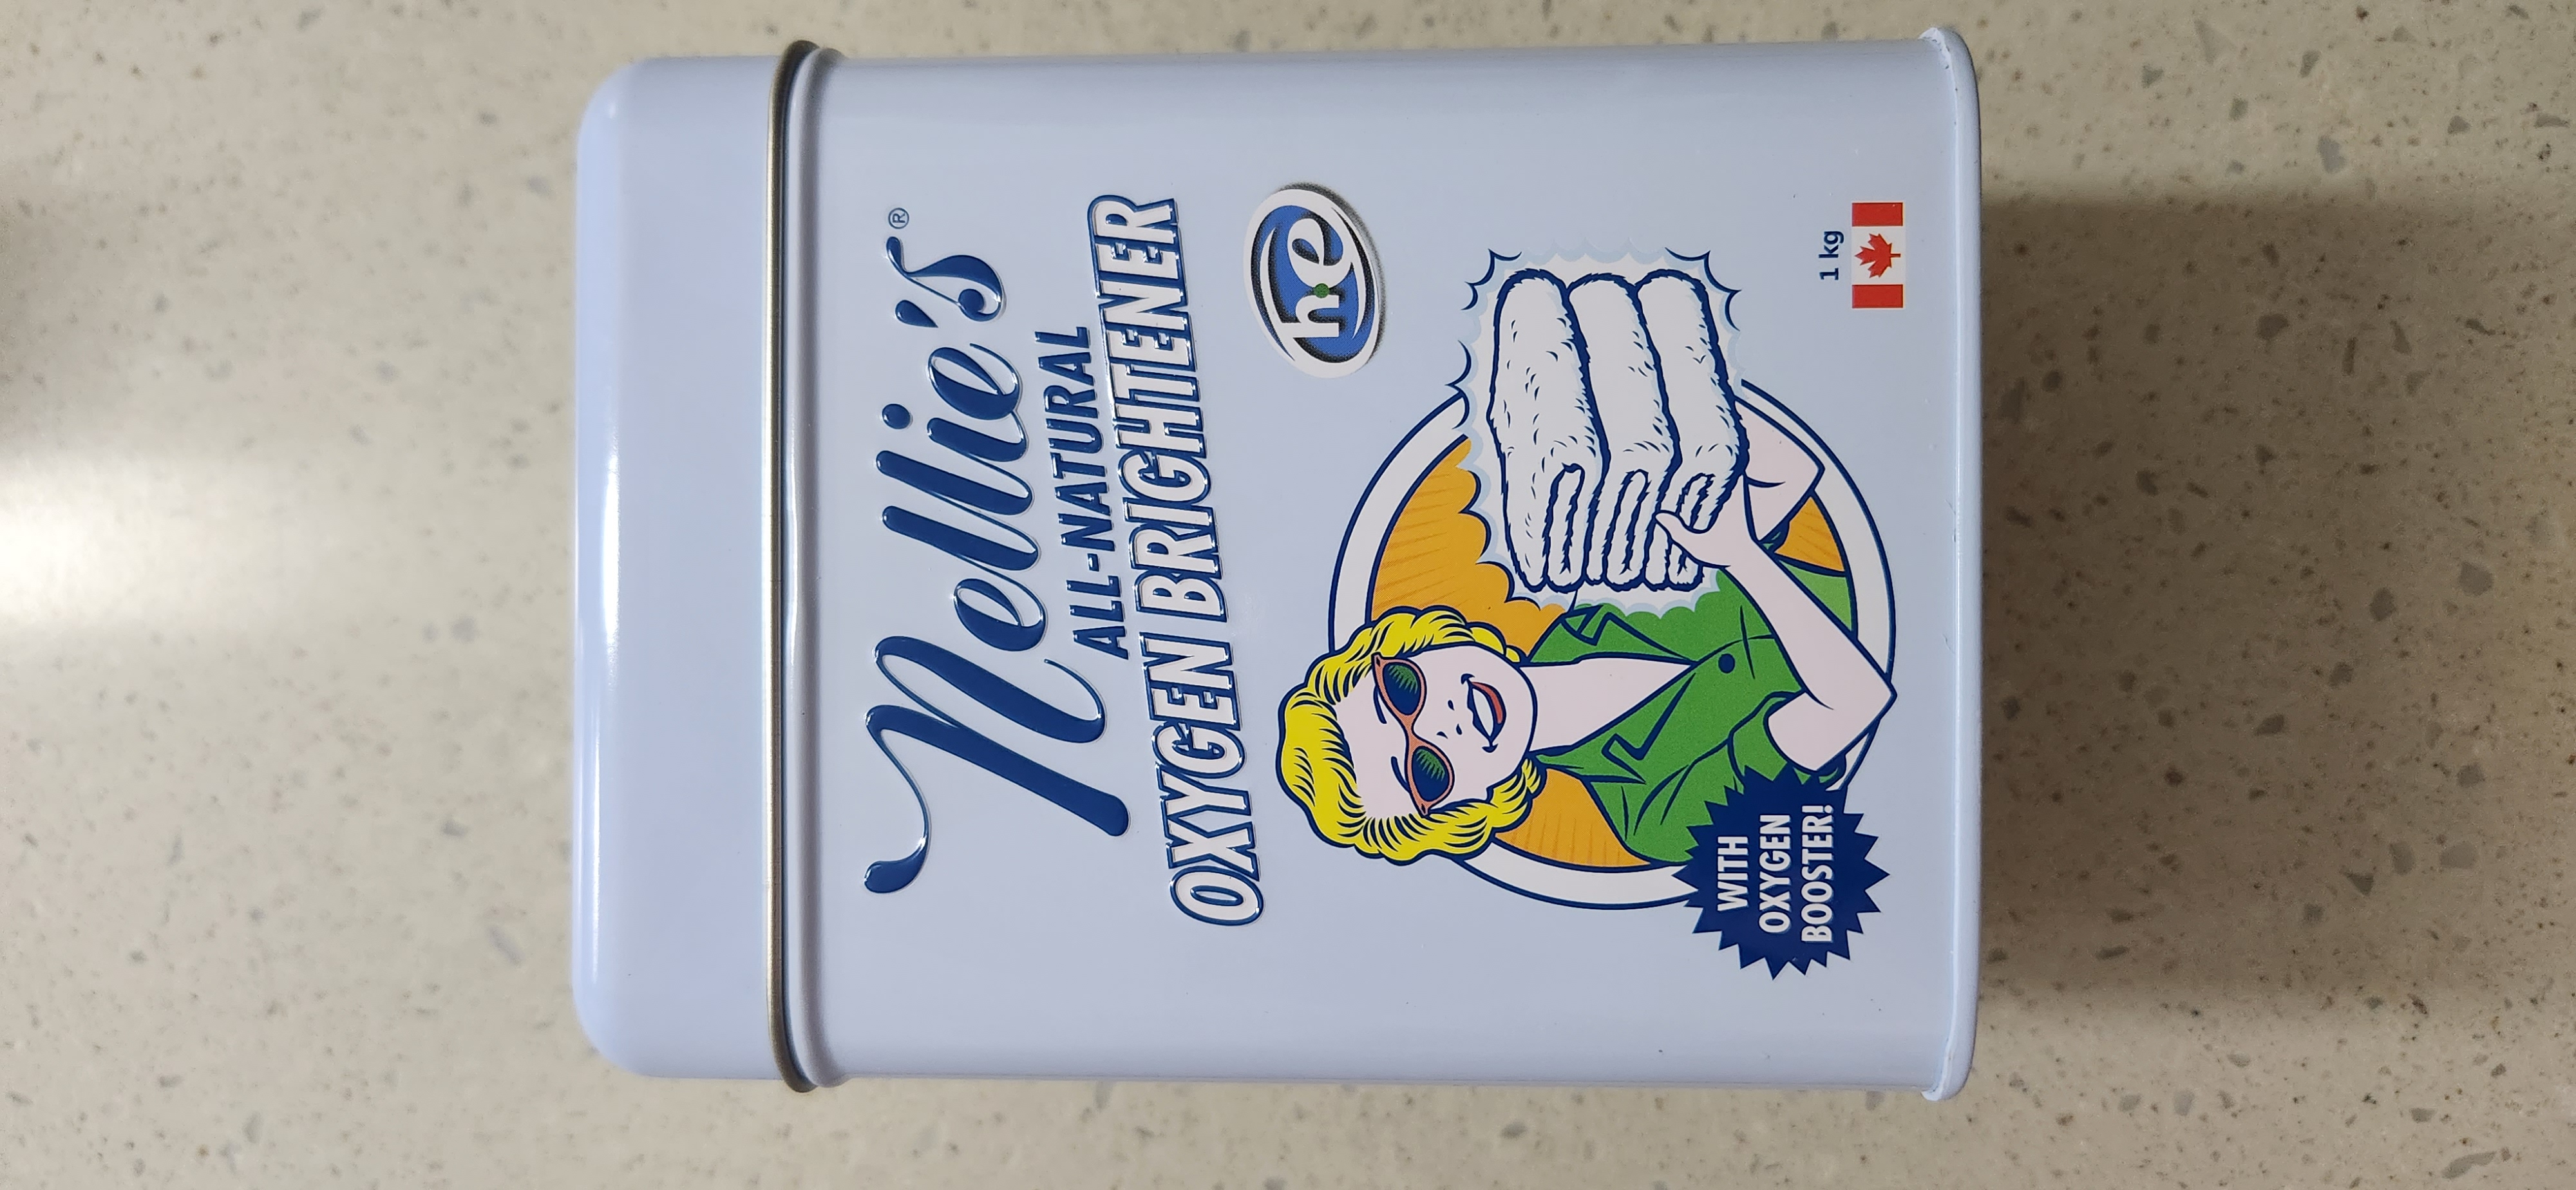 Nellie's®
ALL-NATURAL
OXYGEN BRIGHTENER
he
WITH
OXYGEN
BOOSTER!
1 kg